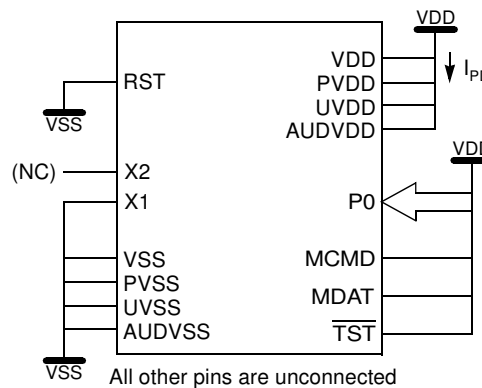 VDD
VDD
RST
PVDD
UVDD
AUDVDD
VSS
VDD
(NC)
X2
X1
P0
VSS
PVSS
UVSS
AUDVSS
MCMD
MDAT
TST
VSS
All other pins are unconnected